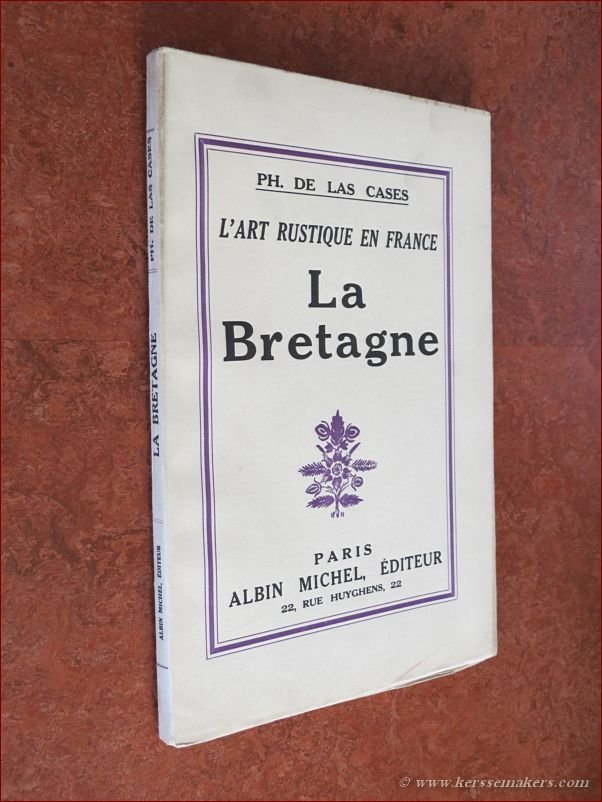 PH. DE LAS CASES
L'ART RUSTIQUE EN FRANCE
La
Bretagne
PARIS
ALBIN MICHEL, ÉDITEUR
22, RUE HUYGHENS, 22
PH. DE LAS CASES
LA BRETAGNE
ALBIN MICHEL, ÉDITEUR
© www.kerssemakers.com